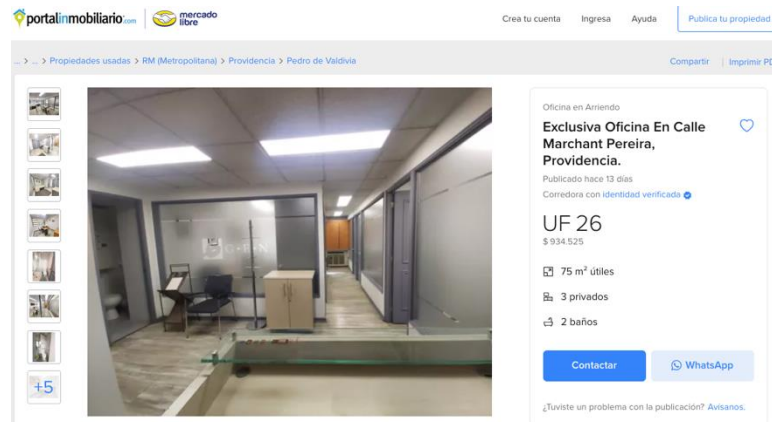 portalinmobiliario.com
mercado
libre
Crea tu cuenta Ingresa Ayuda Publica tu propiedad
... > ... > Propiedades usadas > RM (Metropolitana) > Providencia > Pedro de Valdivia
Compartir | Imprimir PD
Oficina en Arriendo
Exclusiva Oficina En Calle
Marchant Pereira,
Providencia.
Publicado hace 13 días
Corredora con identidad verificada
UF 26
$ 934.525
75 m² útiles
3 privados
2 baños
+5
Contactar WhatsApp
¿Tuviste un problema con la publicación? Avísanos.